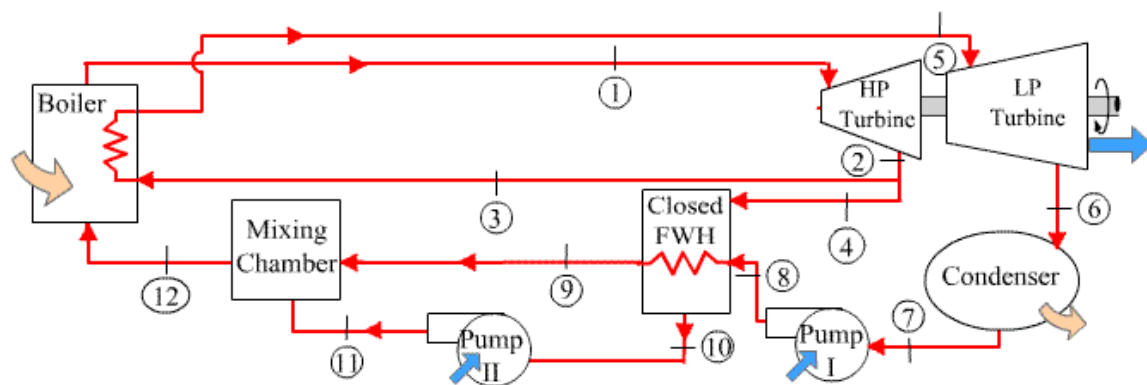 5
Boiler
1
HP
Turbine
LP
Turbine
2
3
Closed
FWH
4
6
Mixing
Chamber
12
9
8
Condenser
11
Pump
II
10
Pump
I
7